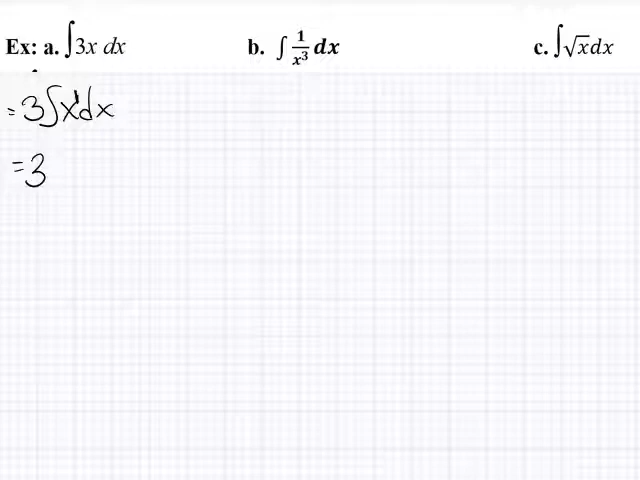 Ex: a. ∫3x dx b. ∫ 1/x³ dx c. ∫√x dx
= 3∫x¹dx
= 3